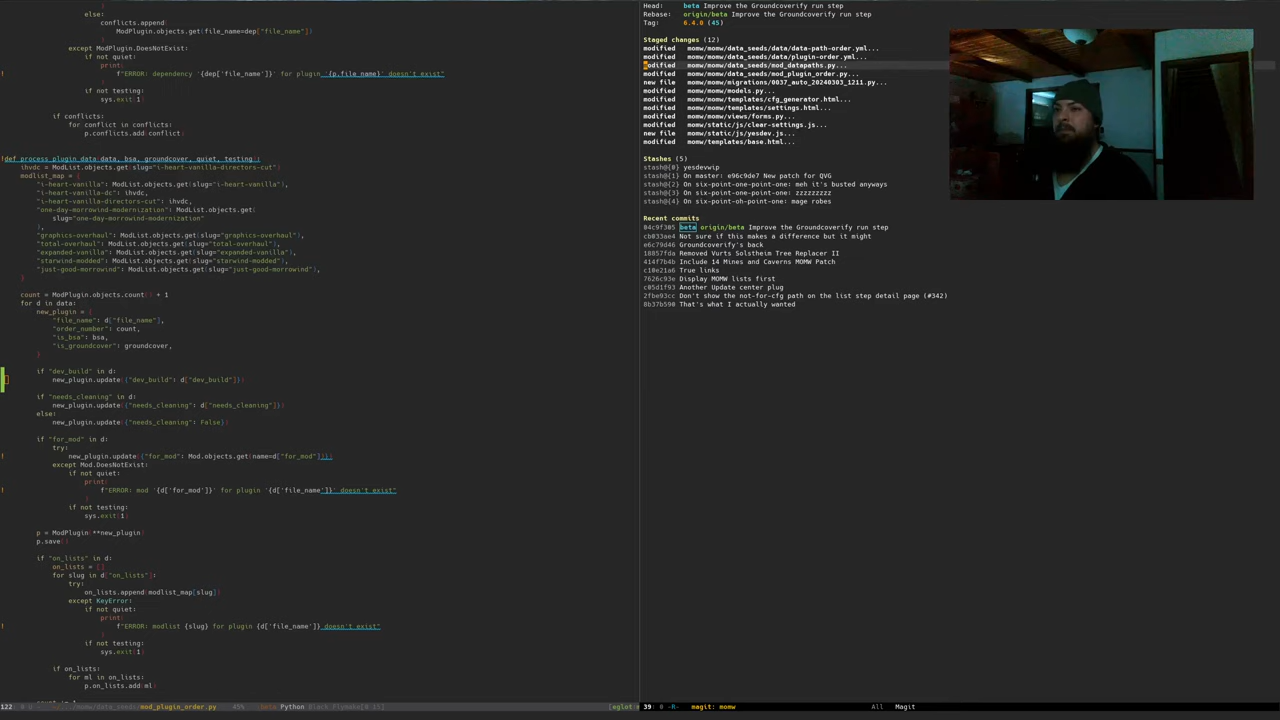 else:
conflicts.append(
ModPlugin.objects.get(file_name=dep["file_name"])
)
except ModPlugin.DoesNotExist:
if not quiet:
print(
! f"ERROR: dependency '{dep['file_name']}' for plugin '{p.file_name}' doesn't exist"
)
if not testing:
sys.exit(1)
if conflicts:
for conflict in conflicts:
p.conflicts.add(conflict)
!def process_plugin_data(data, bsa, groundcover, quiet, testing):
ihvdc = ModList.objects.get(slug="i-heart-vanilla-directors-cut")
modlist_map = {
"i-heart-vanilla": ModList.objects.get(slug="i-heart-vanilla"),
"i-heart-vanilla-dc": ihvdc,
"i-heart-vanilla-directors-cut": ihvdc,
"one-day-morrowind-modernization": ModList.objects.get(
slug="one-day-morrowind-modernization"
),
"graphics-overhaul": ModList.objects.get(slug="graphics-overhaul"),
"total-overhaul": ModList.objects.get(slug="total-overhaul"),
"expanded-vanilla": ModList.objects.get(slug="expanded-vanilla"),
"starwind-modded": ModList.objects.get(slug="starwind-modded"),
"just-good-morrowind": ModList.objects.get(slug="just-good-morrowind"),
}
count = ModPlugin.objects.count() + 1
for d in data:
new_plugin = {
"file_name": d["file_name"],
"order_number": count,
"is_bsa": bsa,
"is_groundcover": groundcover,
}
if "dev_build" in d:
new_plugin.update({"dev_build": d["dev_build"]})
if "needs_cleaning" in d:
new_plugin.update({"needs_cleaning": d["needs_cleaning"]})
else:
new_plugin.update({"needs_cleaning": False})
if "for_mod" in d:
try:
! new_plugin.update({"for_mod": Mod.objects.get(name=d["for_mod"])})
except Mod.DoesNotExist:
if not quiet:
print(
! f"ERROR: mod '{d['for_mod']}' for plugin '{d['file_name']}' doesn't exist"
)
if not testing:
sys.exit(1)
p = ModPlugin(**new_plugin)
p.save()
if "on_lists" in d:
on_lists = []
for slug in d["on_lists"]:
try:
on_lists.append(modlist_map[slug])
except KeyError:
if not quiet:
print(
! f"ERROR: modlist {slug} for plugin {d['file_name']} doesn't exist"
)
if not testing:
sys.exit(1)
if on_lists:
for ml in on_lists:
p.on_lists.add(ml)
Head: beta Improve the Groundcoverify run step
Rebase: origin/beta Improve the Groundcoverify run step
Tag: 6.4.0 (45)
Staged changes (12)
modified momw/momw/data_seeds/data/data-path-order.yml...
modified momw/momw/data_seeds/data/plugin-order.yml...
modified momw/momw/data_seeds/mod_datapaths.py...
modified momw/momw/data_seeds/mod_plugin_order.py...
new file momw/momw/migrations/0037_auto_20240303_1211.py...
modified momw/momw/models.py...
modified momw/momw/templates/cfg_generator.html...
modified momw/momw/templates/settings.html...
modified momw/momw/views/forms.py...
modified momw/static/js/clear-settings.js...
new file momw/static/js/yesdev.js...
modified momw/templates/base.html...
Stashes (5)
stash@{0} yesdevwip
stash@{1} On master: e96c9de7 New patch for QVG
stash@{2} On six-point-one-point-one: meh it's busted anyways
stash@{3} On six-point-one-point-one: zzzzzzzz
stash@{4} On six-point-oh-point-one: mage robes
Recent commits
04c9f305 beta origin/beta Improve the Groundcoverify run step
cb033ae4 Not sure if this makes a difference but it might
e6c79d46 Groundcoverify's back
18857fda Removed Vurts Solstheim Tree Replacer II
414f7b4b Include 14 Mines and Caverns MOMW Patch
c10e21a6 True links
7626c93e Display MOMW lists first
c05d1f93 Another Update center plug
2fbe93cc Don't show the not-for-cfg path on the list step detail page (#342)
8b37b590 That's what I actually wanted
mod_plugin_order.py 45% beta Python Black
39: 0 -R- magit: momw All Magit